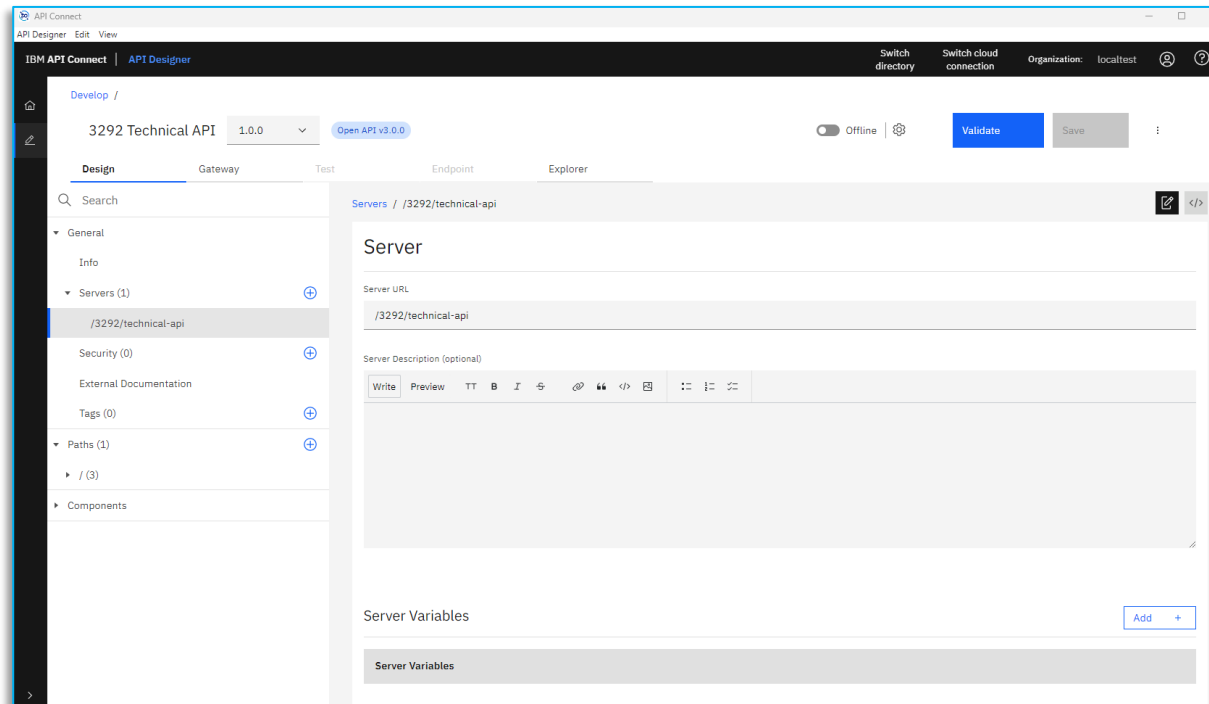 API Connect
API Designer Edit View
IBM API Connect | API Designer
Switch directory
Switch cloud connection
Organization: localtest
Develop /
3292 Technical API 1.0.0 Open API v3.0.0 Offline Validate Save
Design Gateway Test Endpoint Explorer
Search
General
Info
Servers (1)
/3292/technical-api
Security (0)
External Documentation
Tags (0)
Paths (1)
/ (3)
Components
Servers / /3292/technical-api
</>
Server
Server URL
/3292/technical-api
Server Description (optional)
Write Preview TT B I S </>
Server Variables
Add +
Server Variables